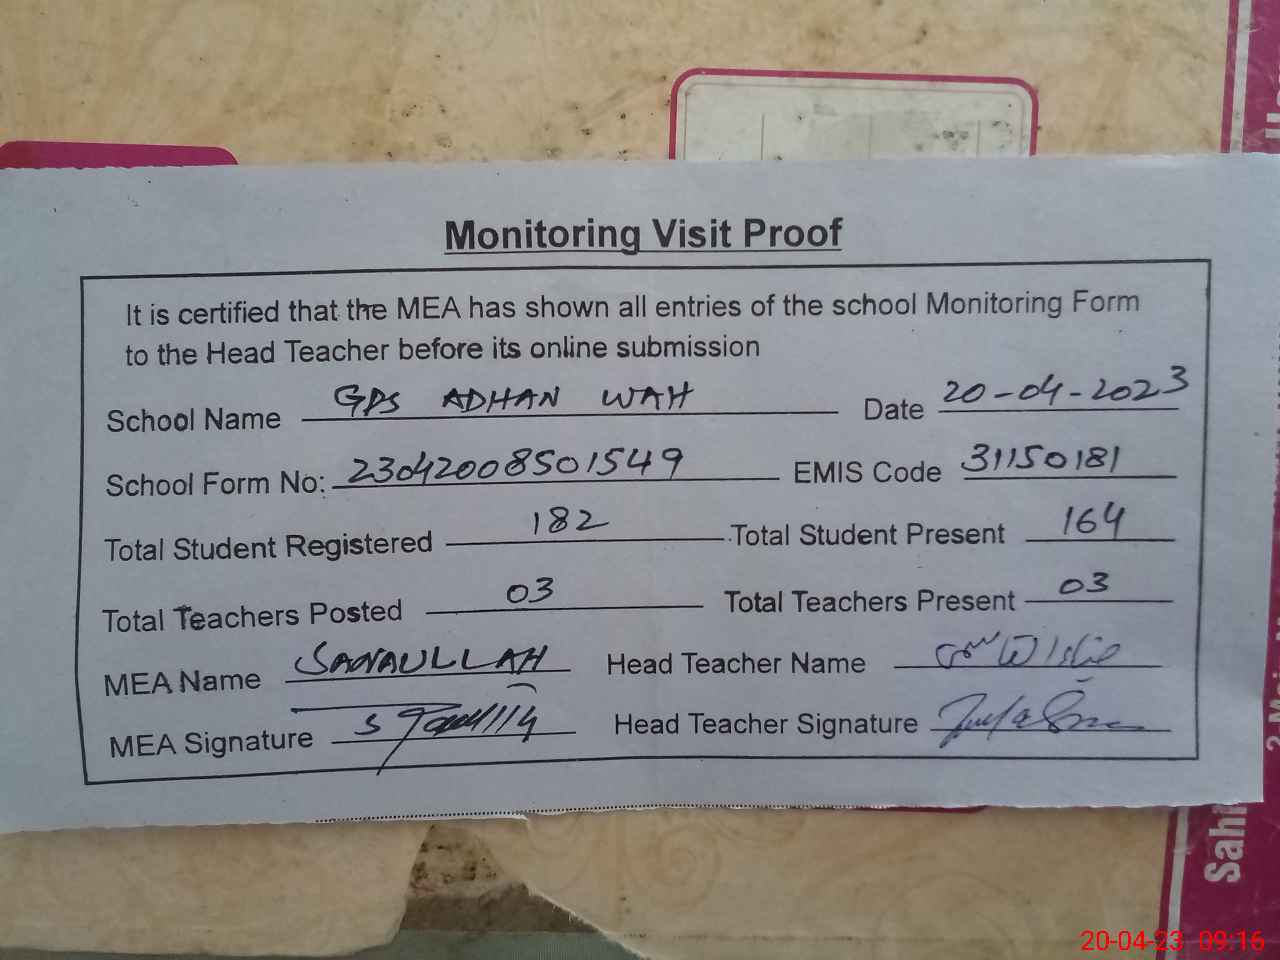 Monitoring Visit Proof
It is certified that the MEA has shown all entries of the school Monitoring Form
to the Head Teacher before its online submission
School Name GPS ADHAN WAH Date 20-04-2023
School Form No: 23042008501549 EMIS Code 31150181
Total Student Registered 182 Total Student Present 164
Total Teachers Posted 03 Total Teachers Present 03
MEA Name SANAULLAH Head Teacher Name
MEA Signature Head Teacher Signature
Sahi
20-04-23 09:16